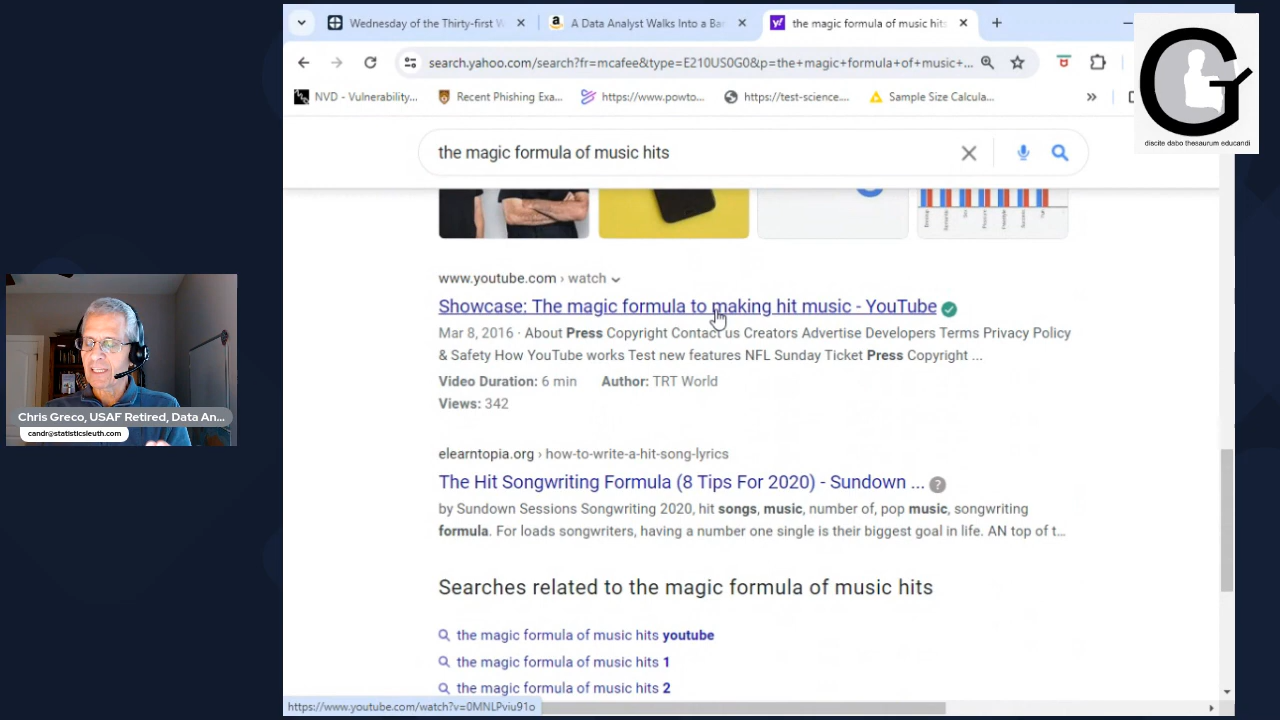 Wednesday of the Thirty-first W
A Data Analyst Walks Into a Ba
the magic formula of music hits
search.yahoo.com/search?fr=mcafee&type=E210US0G0&p=the+magic+formula+of+music+...
NVD - Vulnerability...
Recent Phishing Exa...
https://www.powto...
https://test-science....
Sample Size Calcula...
»
G
discite dabo thesaurum educandi
the magic formula of music hits
www.youtube.com › watch
Showcase: The magic formula to making hit music - YouTube
Mar 8, 2016 · About Press Copyright Contact us Creators Advertise Developers Terms Privacy Policy
& Safety How YouTube works Test new features NFL Sunday Ticket Press Copyright ...
Video Duration: 6 min Author: TRT World
Views: 342
elearntopia.org › how-to-write-a-hit-song-lyrics
The Hit Songwriting Formula (8 Tips For 2020) - Sundown ...
by Sundown Sessions Songwriting 2020, hit songs, music, number of, pop music, songwriting
formula. For loads songwriters, having a number one single is their biggest goal in life. AN top of t...
Searches related to the magic formula of music hits
the magic formula of music hits youtube
the magic formula of music hits 1
the magic formula of music hits 2
https://www.youtube.com/watch?v=0MNLPviu91o
Chris Greco, USAF Retired, Data An...
candr@statisticsleuth.com